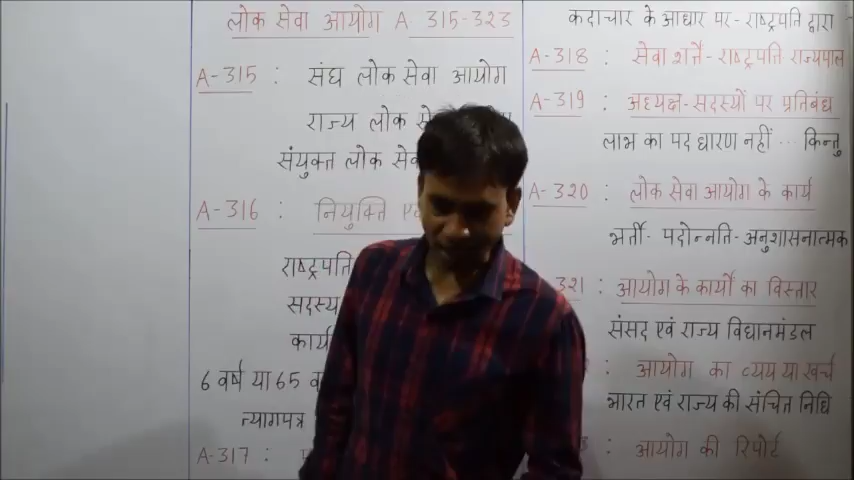 लोक सेवा आयोग A 315-323
A-315 : संघ लोक सेवा आयोग
राज्य लोक
संयुक्त लोक
A-316 : नियुक्ति
राष्ट्रपति
सदस्य
6 वर्ष या 65
त्यागपत्र
A-317 :
कदाचार के आधार पर - राष्ट्रपति द्वारा
A-318 : सेवा शर्ते - राष्ट्रपति राज्यपाल
A-319 : अध्यक्ष - सदस्यों पर प्रतिबंध
लाभ का पद धारण नहीं ... किन्तु
A-320 : लोक सेवा आयोग के कार्य
भर्ती - पदोन्नति - अनुशासनात्मक
321 : आयोग के कार्यों का विस्तार
संसद एवं राज्य विधानमंडल
: आयोग का व्यय या खर्च
भारत एवं राज्य की संचित निधि
: आयोग की रिपोर्ट